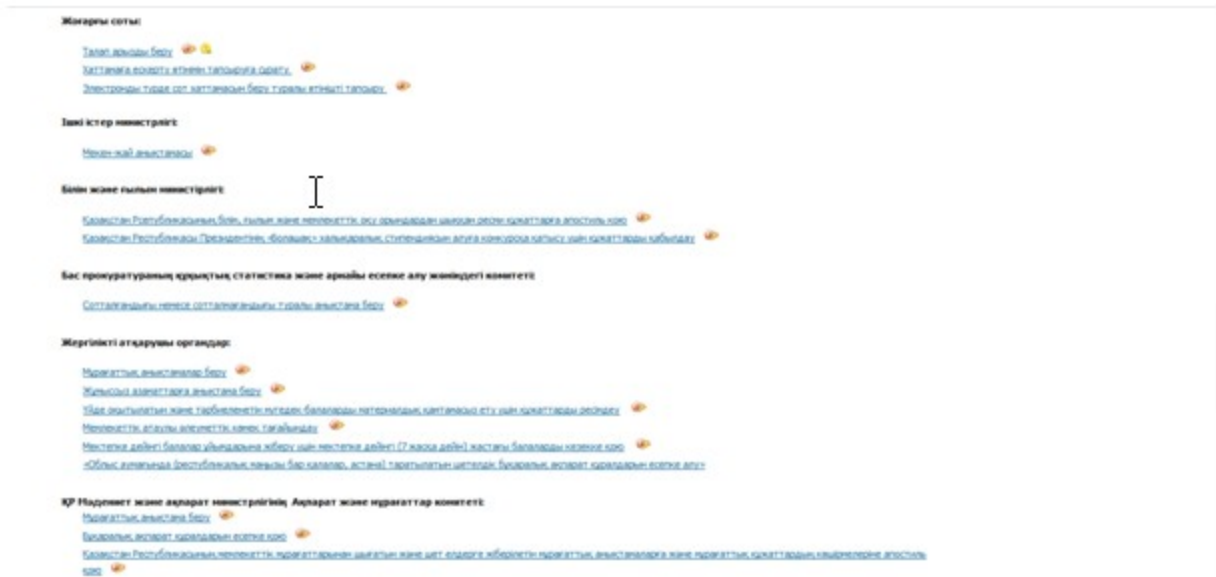 Жоғарғы соты:
Талап арызды беру
Хаттамаға ескерту өтінімін тапсыруға сұрату
Электронды түрде сот хаттамасын беру туралы өтінішті тапсыру
Ішкі істер министрлігі:
Мекен-жай анықтамасы
Білім және ғылым министірлігі:
Қазақстан Республикасының білім, ғылым және мемлекеттік оқу орындардан шыққан ресми құжаттарға апостиль қою
Қазақстан Республикасы Президентінің «Болашақ» халықаралық стипендиясын алуға конкурсқа қатысу үшін құжаттарды қабылдау
Бас прокуратураның құқықтық статистика және арнайы есепке алу жөніндегі комитеті:
Сотталғандығы немесе сотталмағандығы туралы анықтама беру
Жергілікті атқарушы органдар:
Мұрағаттық анықтамалар беру
Жұмыссыз азаматтарға анықтама беру
Үйде оқытылатын және тәрбиеленетін мүгедек балаларды материалдық қамтамасыз ету үшін құжаттарды ресімдеу
Мемлекеттік атаулы әлеуметтік көмек тағайындау
Мектепке дейінгі балалар ұйымдарына жіберу үшін мектепке дейінгі (7 жасқа дейін) жастағы балаларды кезекке қою
«Облыс аумағында (республикалық маңызы бар қалалар, астана) таратылатын шетелдік бұқаралық ақпарат құралдарын есепке алу»
ҚР Мәдениет және ақпарат министрлігінің Ақпарат және мұрағаттар комитеті:
Мұрағаттық анықтама беру
Бұқаралық ақпарат құралдарын есепке қою
Қазақстан Республикасының мемлекеттік мұрағаттарынан шығатын және шет елдерге жіберілетін мұрағаттық анықтамаларға және мұрағаттық құжаттардың көшірмелеріне апостиль
қою